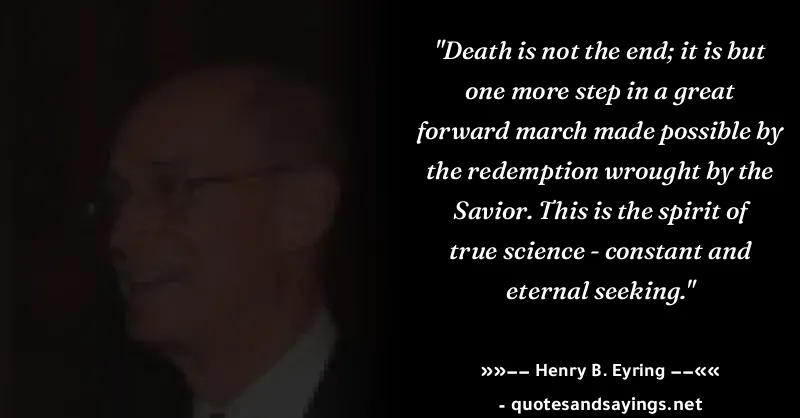 "Death is not the end; it is but
one more step in a great
forward march made possible by
the redemption wrought by the
Savior. This is the spirit of
true science - constant and
eternal seeking."
»»−− Henry B. Eyring −−««
- quotesandsayings.net